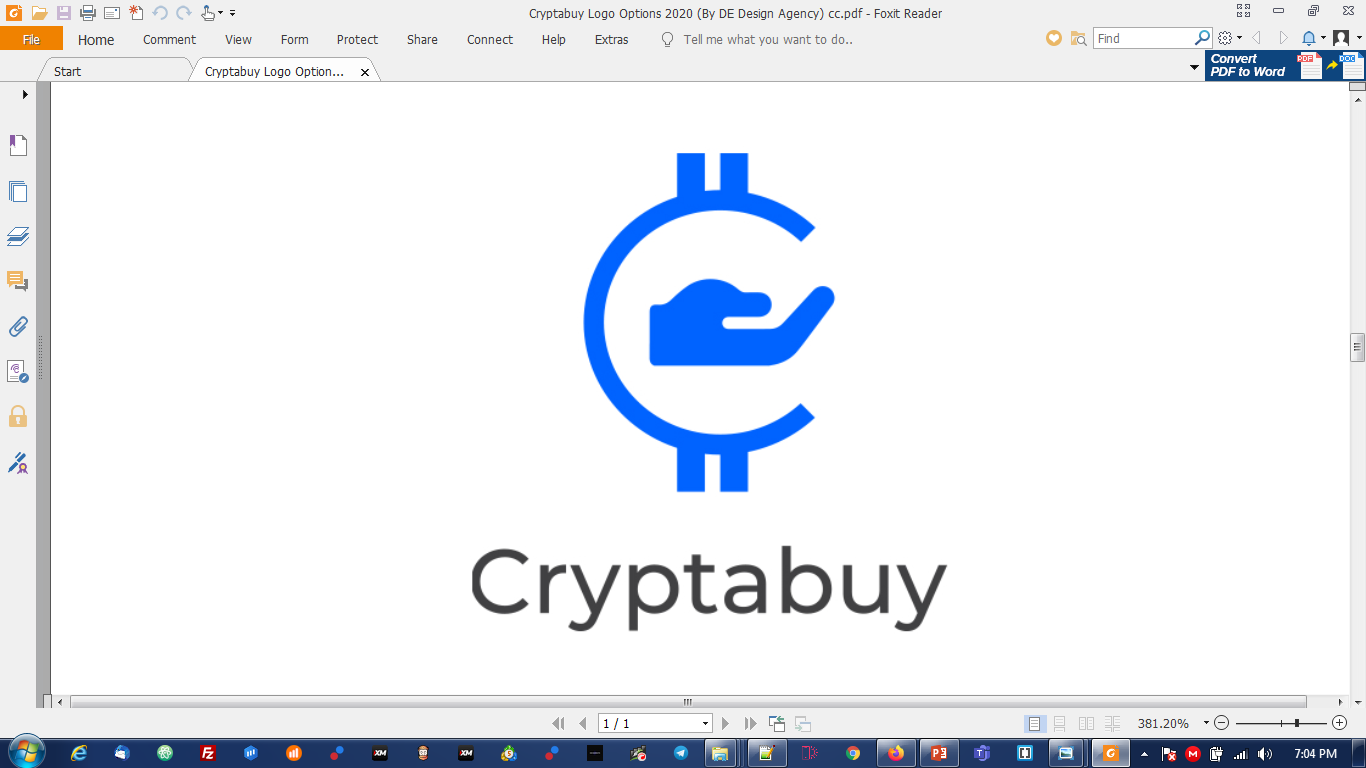 Cryptabuy Logo Options 2020 (By DE Design Agency) cc.pdf - Foxit Reader
File Home Comment View Form Protect Share Connect Help Extras Tell me what you want to do.. Find
Start Cryptabuy Logo Option... Convert
PDF to Word PDF DOC
Cryptabuy
1 / 1 381.20%
7:04 PM